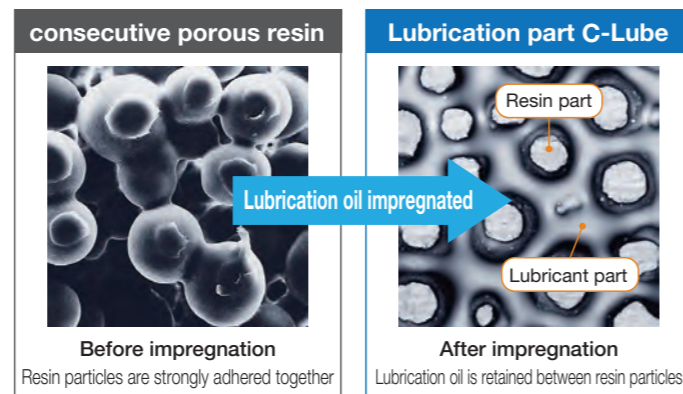 consecutive porous resin
Lubrication part C-Lube
Resin part
Lubrication oil impregnated
Lubricant part
Before impregnation
Resin particles are strongly adhered together
After impregnation
Lubrication oil is retained between resin particles